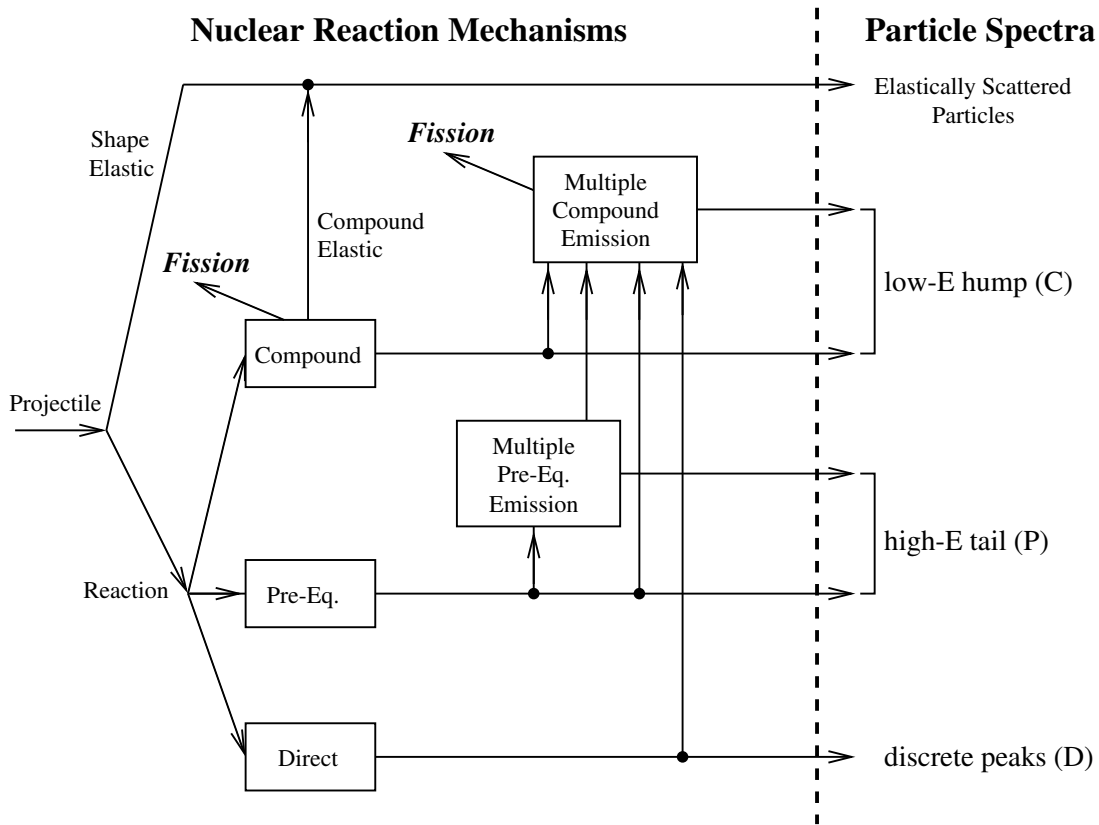 Nuclear Reaction Mechanisms
Particle Spectra
Elastically Scattered
Particles
Shape
Elastic
Fission
Multiple
Compound
Emission
Compound
Elastic
Fission
low-E hump (C)
Compound
Projectile
Multiple
Pre-Eq.
Emission
high-E tail (P)
Reaction
Pre-Eq.
Direct
discrete peaks (D)